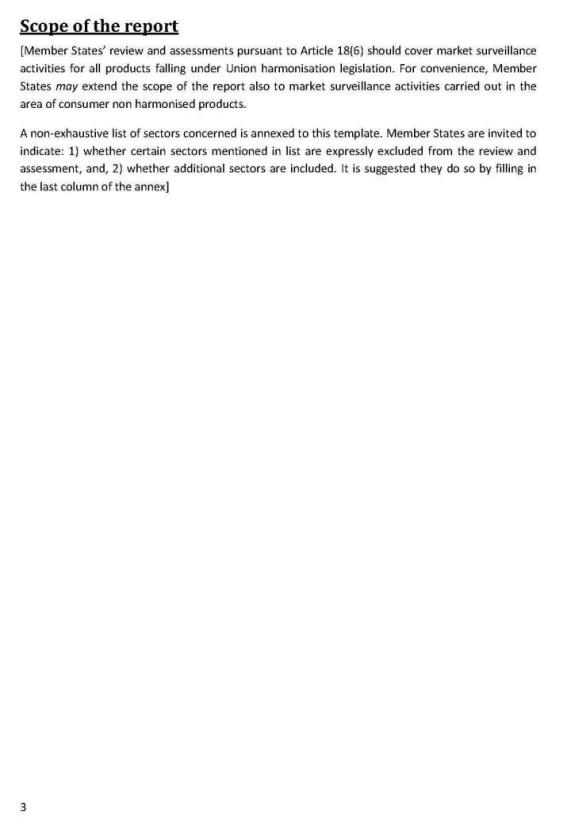 Scope of the report
[Member States' review and assessments pursuant to Article 18(6) should cover market surveillance
activities for all products falling under Union harmonisation legislation. For convenience, Member
States may extend the scope of the report also to market surveillance activities carried out in the
area of consumer non harmonised products.
A non-exhaustive list of sectors concerned is annexed to this template. Member States are invited to
indicate: 1) whether certain sectors mentioned in list are expressly excluded from the review and
assessment, and, 2) whether additional sectors are included. It is suggested they do so by filling in
the last column of the annex]
3